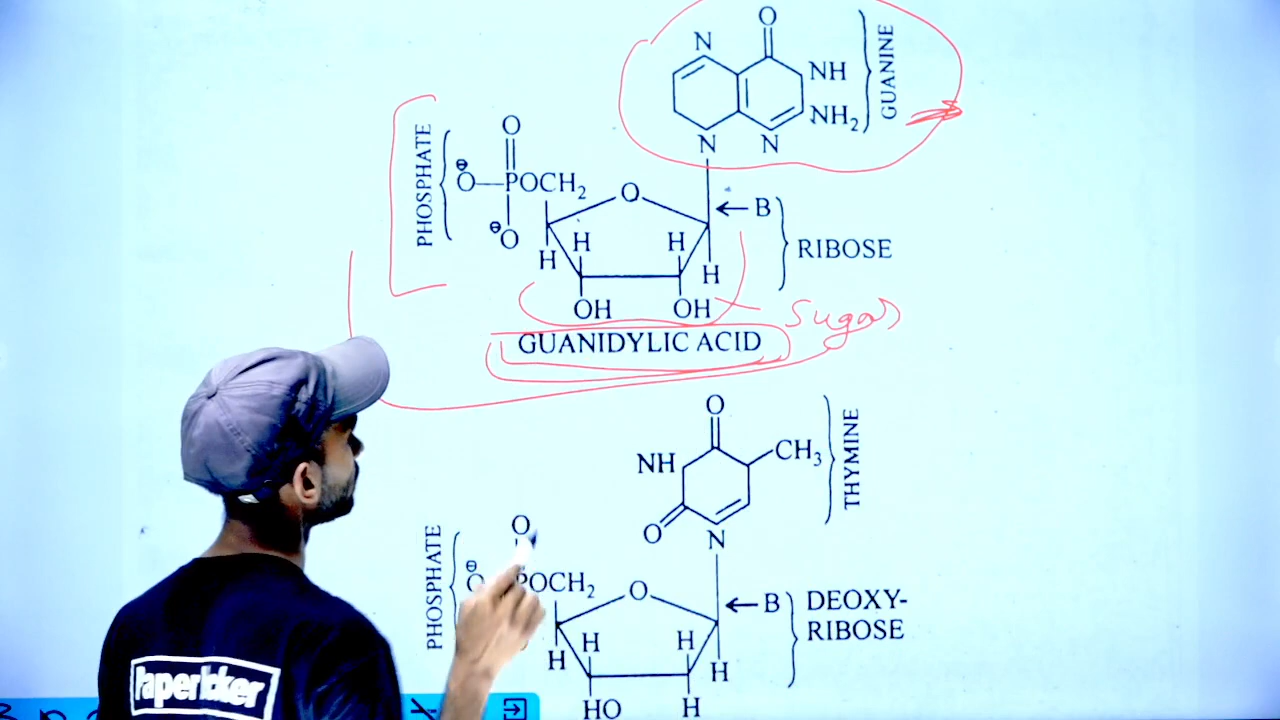 O
N
NH
NH₂
N
N
GUANINE
PHOSPHATE
O
⊖
O—POCH₂
⊖O
O
H
H
H
H
OH
OH
← B
RIBOSE
Sugar
GUANIDYLIC ACID
O
NH
CH₃
O
N
THYMINE
PHOSPHATE
O
⊖
O
POCH₂
O
H
H
H
H
HO
H
← B
DEOXY-
RIBOSE